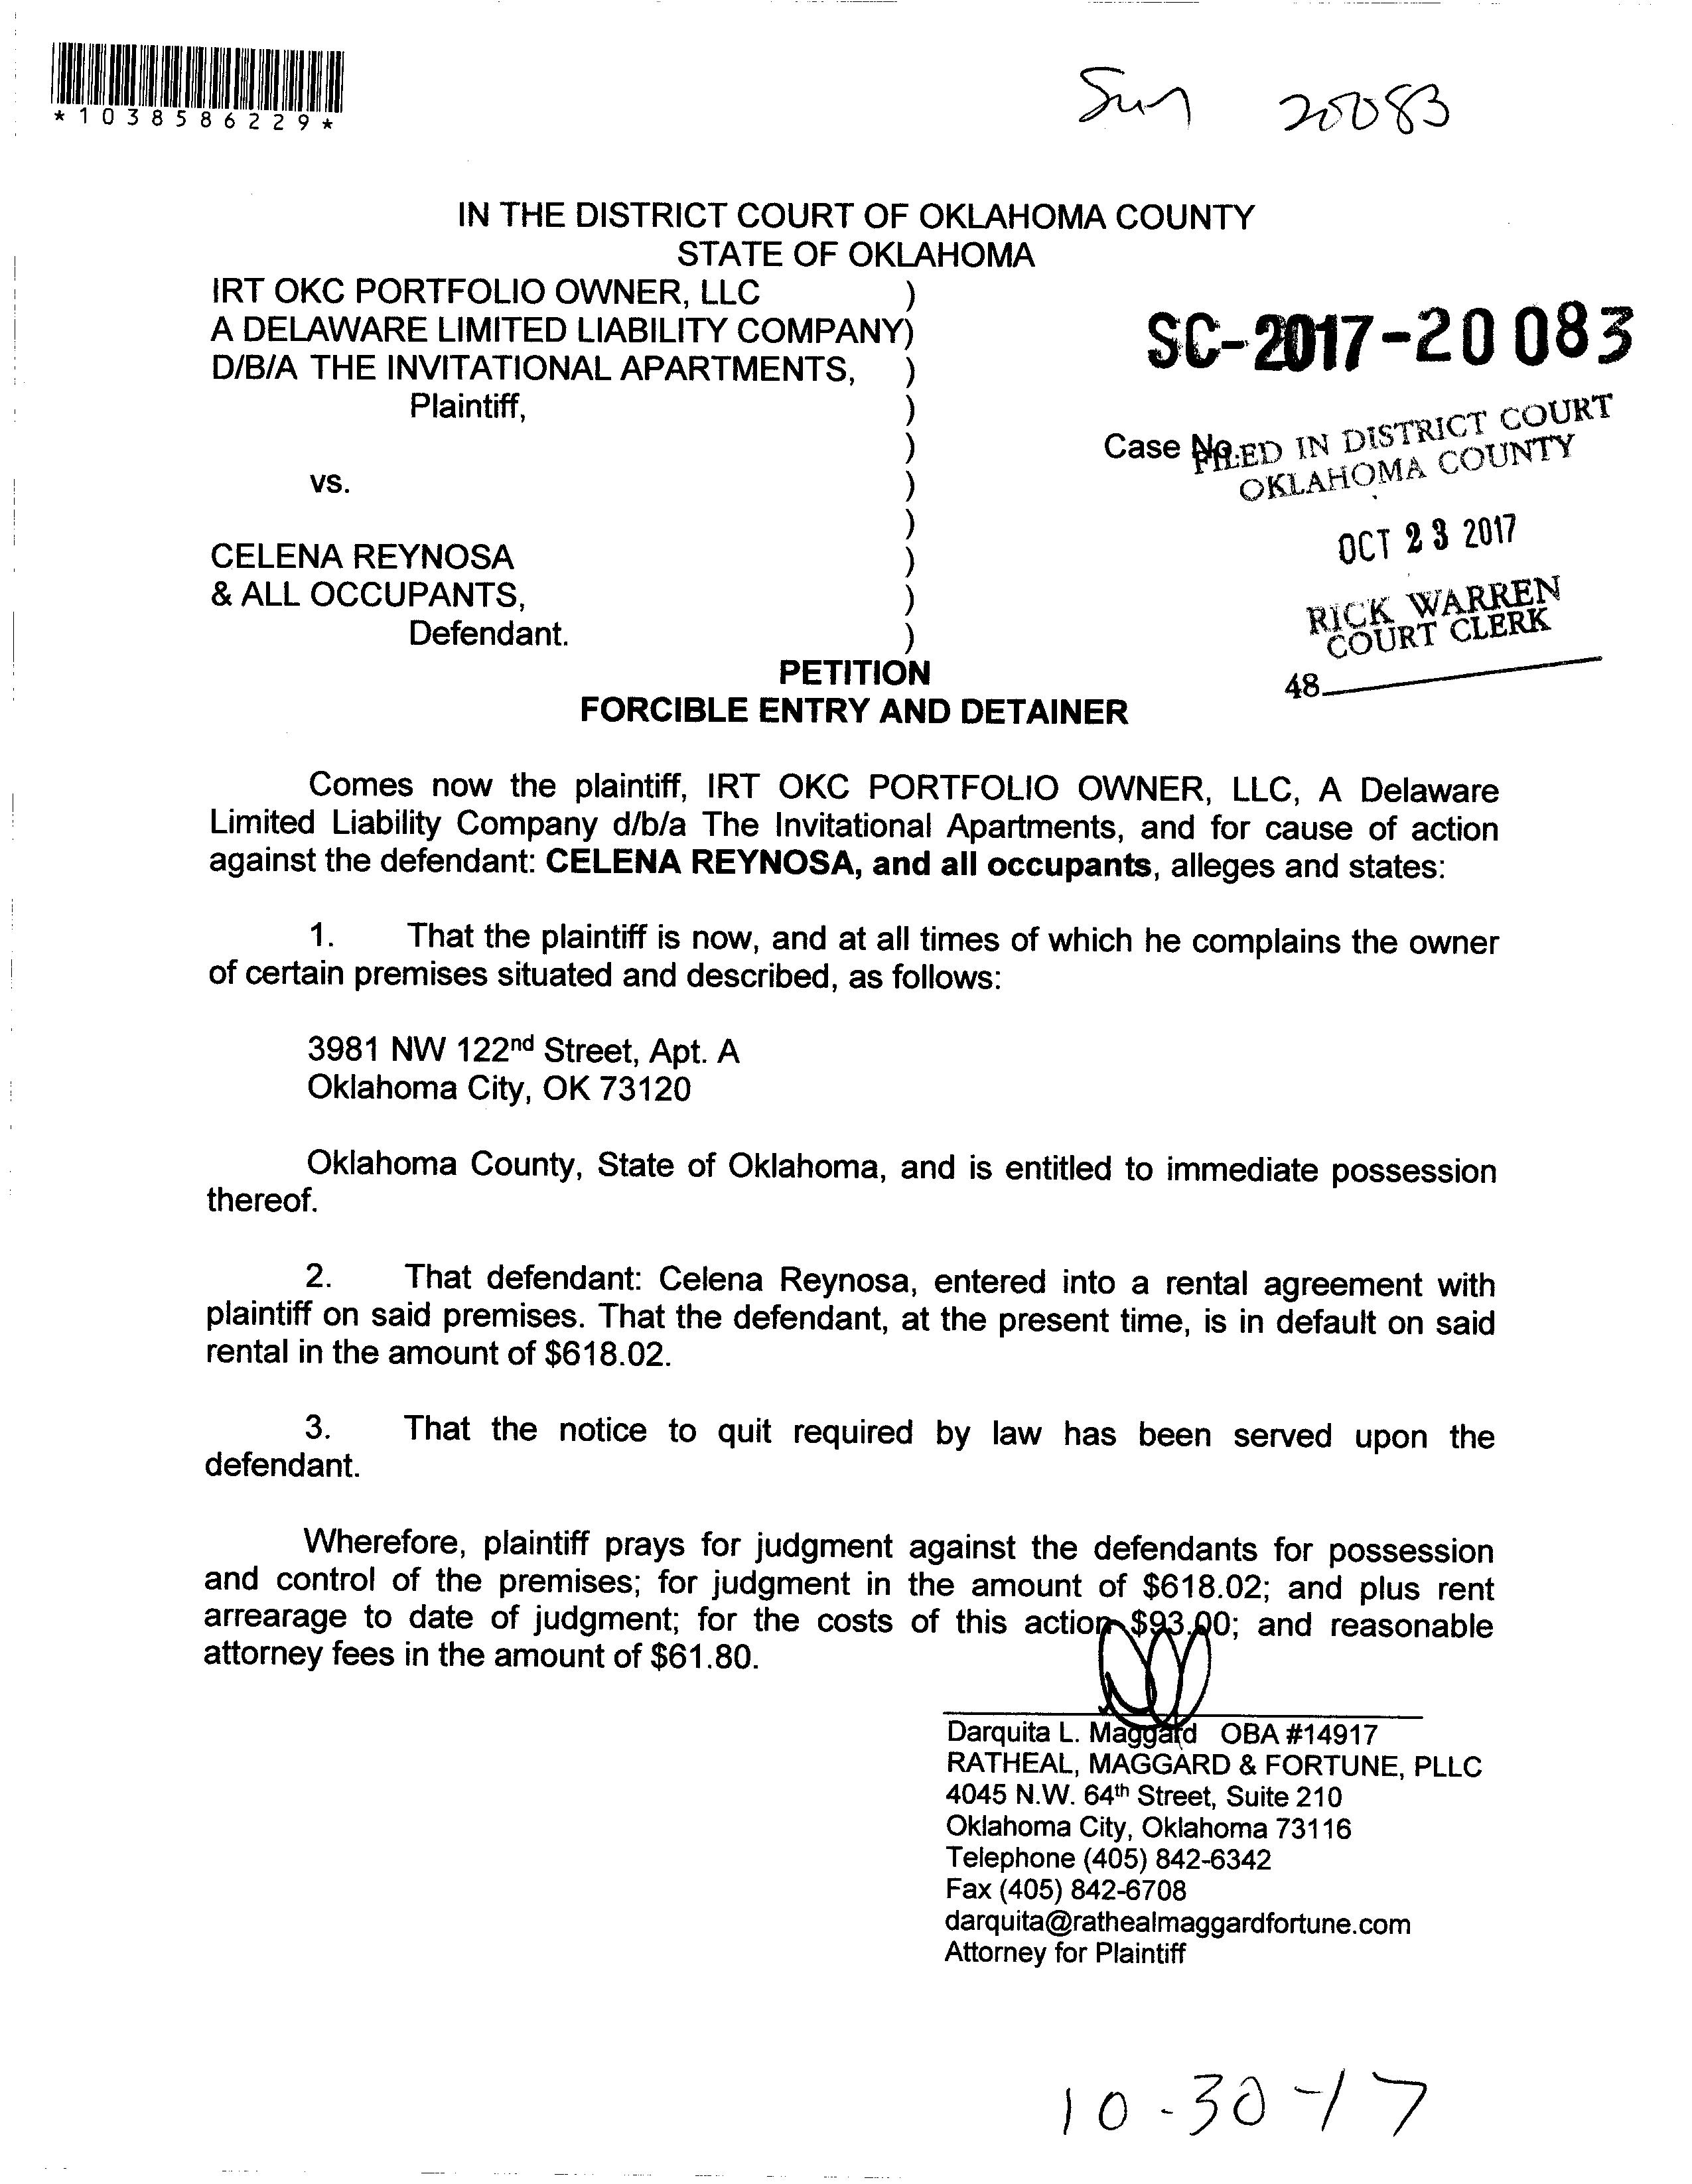 *1038586229*
20083
IN THE DISTRICT COURT OF OKLAHOMA COUNTY
STATE OF OKLAHOMA
IRT OKC PORTFOLIO OWNER, LLC )
A DELAWARE LIMITED LIABILITY COMPANY)
D/B/A THE INVITATIONAL APARTMENTS, )
Plaintiff, )
)
vs. )
)
CELENA REYNOSA )
& ALL OCCUPANTS, )
Defendant. )
SC-2017-20083
Case No.
FILED IN DISTRICT COURT
OKLAHOMA COUNTY
OCT 23 2017
RICK WARREN
COURT CLERK
48
PETITION
FORCIBLE ENTRY AND DETAINER
Comes now the plaintiff, IRT OKC PORTFOLIO OWNER, LLC, A Delaware
Limited Liability Company d/b/a The Invitational Apartments, and for cause of action
against the defendant: CELENA REYNOSA, and all occupants, alleges and states:
1. That the plaintiff is now, and at all times of which he complains the owner
of certain premises situated and described, as follows:
3981 NW 122nd Street, Apt. A
Oklahoma City, OK 73120
Oklahoma County, State of Oklahoma, and is entitled to immediate possession
thereof.
2. That defendant: Celena Reynosa, entered into a rental agreement with
plaintiff on said premises. That the defendant, at the present time, is in default on said
rental in the amount of $618.02.
3. That the notice to quit required by law has been served upon the
defendant.
Wherefore, plaintiff prays for judgment against the defendants for possession
and control of the premises; for judgment in the amount of $618.02; and plus rent
arrearage to date of judgment; for the costs of this action $93.00; and reasonable
attorney fees in the amount of $61.80.
Darquita L. Maggard OBA #14917
RATHEAL, MAGGARD & FORTUNE, PLLC
4045 N.W. 64th Street, Suite 210
Oklahoma City, Oklahoma 73116
Telephone (405) 842-6342
Fax (405) 842-6708
darquita@rathealmaggardfortune.com
Attorney for Plaintiff
10-30-17